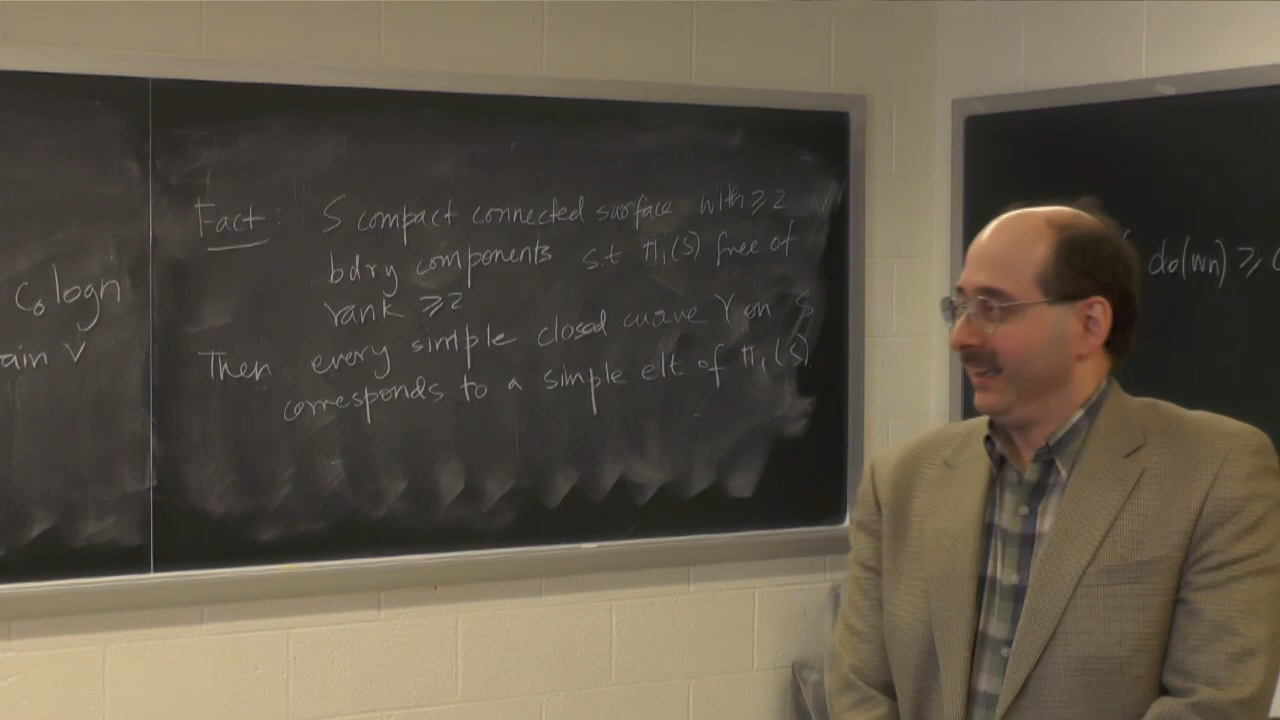 C₀ logn
ain V
Fact : S compact connected surface with ≥2
bdry components s.t π₁(S) free of
rank ≥2
Then every simple closed curve γ on S
corresponds to a simple elt of π₁(S).
do(wn) ≥